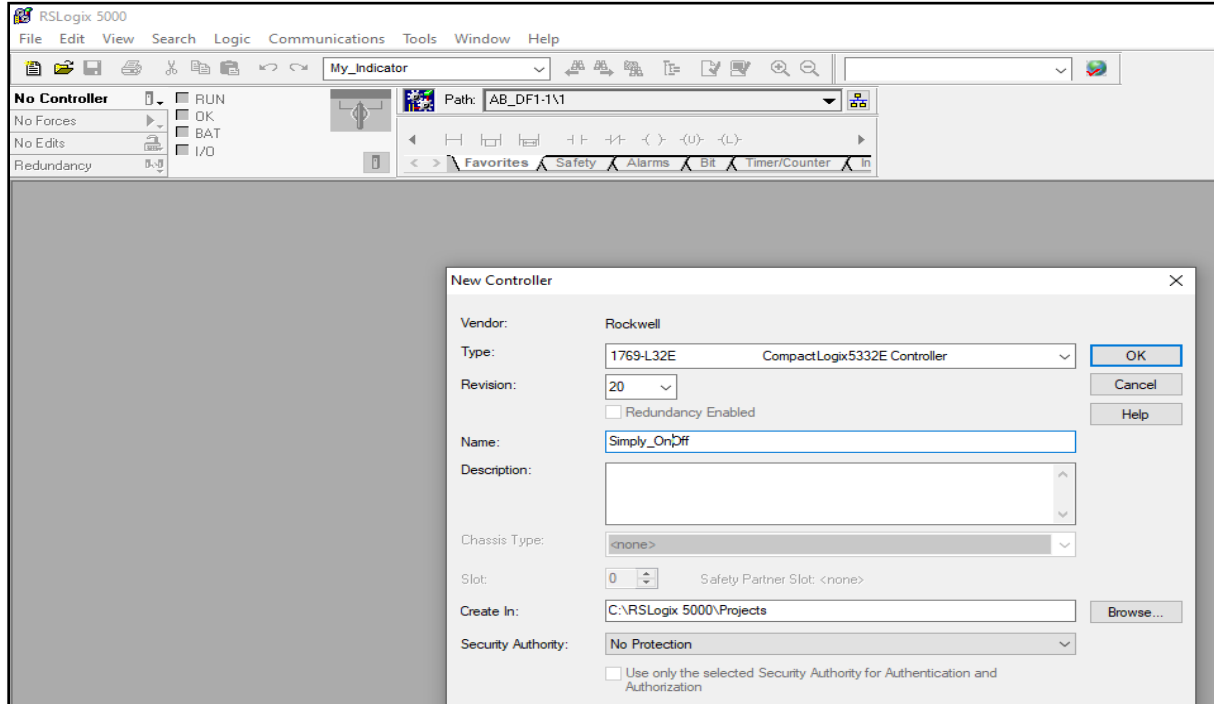 RSLogix 5000
File Edit View Search Logic Communications Tools Window Help
My_Indicator
No Controller RUN Path: AB_DF1-1\1
No Forces OK
No Edits BAT
Redundancy I/O
Favorites Safety Alarms Bit Timer/Counter In
New Controller
Vendor: Rockwell
Type: 1769-L32E CompactLogix5332E Controller OK
Revision: 20 Cancel
Redundancy Enabled Help
Name: Simply_OnOff
Description:
Chassis Type: <none>
Slot: 0 Safety Partner Slot: <none>
Create In: C:\RSLogix 5000\Projects Browse...
Security Authority: No Protection
Use only the selected Security Authority for Authentication and
Authorization